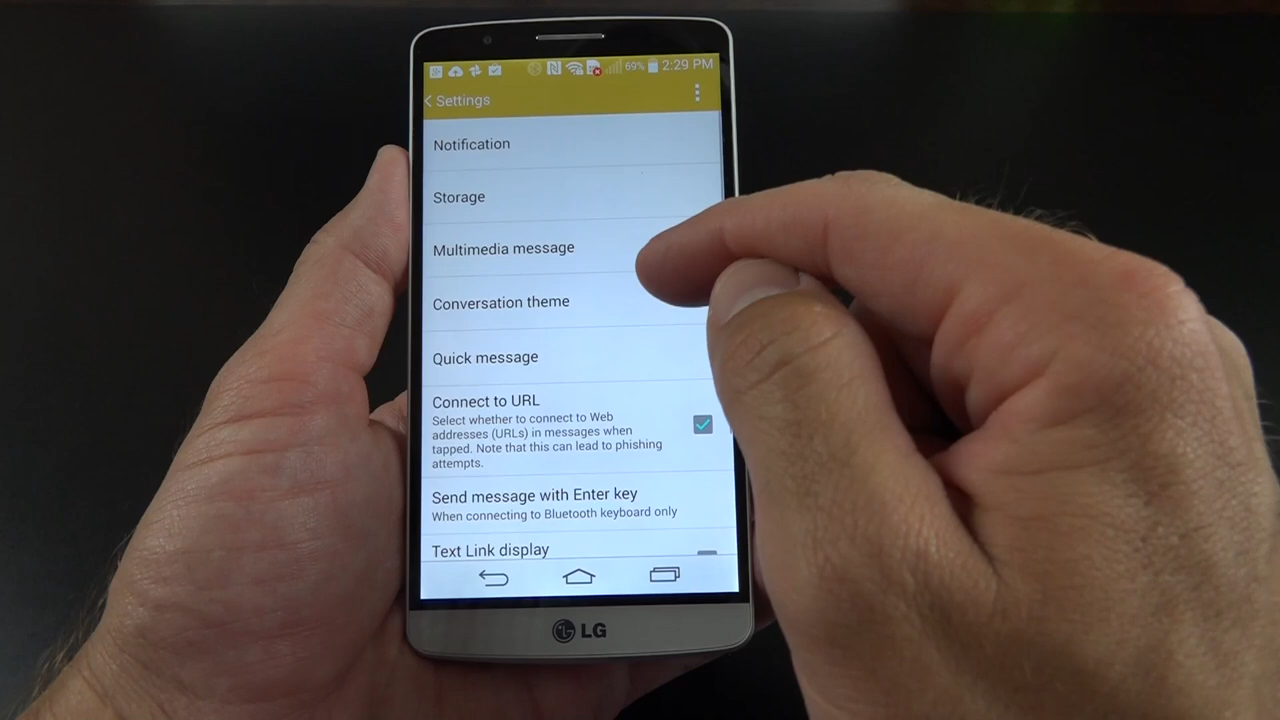 69% 2:29 PM
Settings
Notification
Storage
Multimedia message
Conversation theme
Quick message
Connect to URL
Select whether to connect to Web
addresses (URLs) in messages when
tapped. Note that this can lead to phishing
attempts.
Send message with Enter key
When connecting to Bluetooth keyboard only
Text Link display
LG